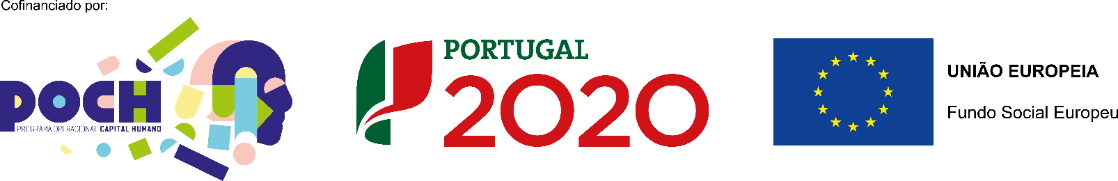 Cofinanciado por:
POCH
PROGRAMA OPERACIONAL CAPITAL HUMANO
PORTUGAL
2020
UNIÃO EUROPEIA
Fundo Social Europeu